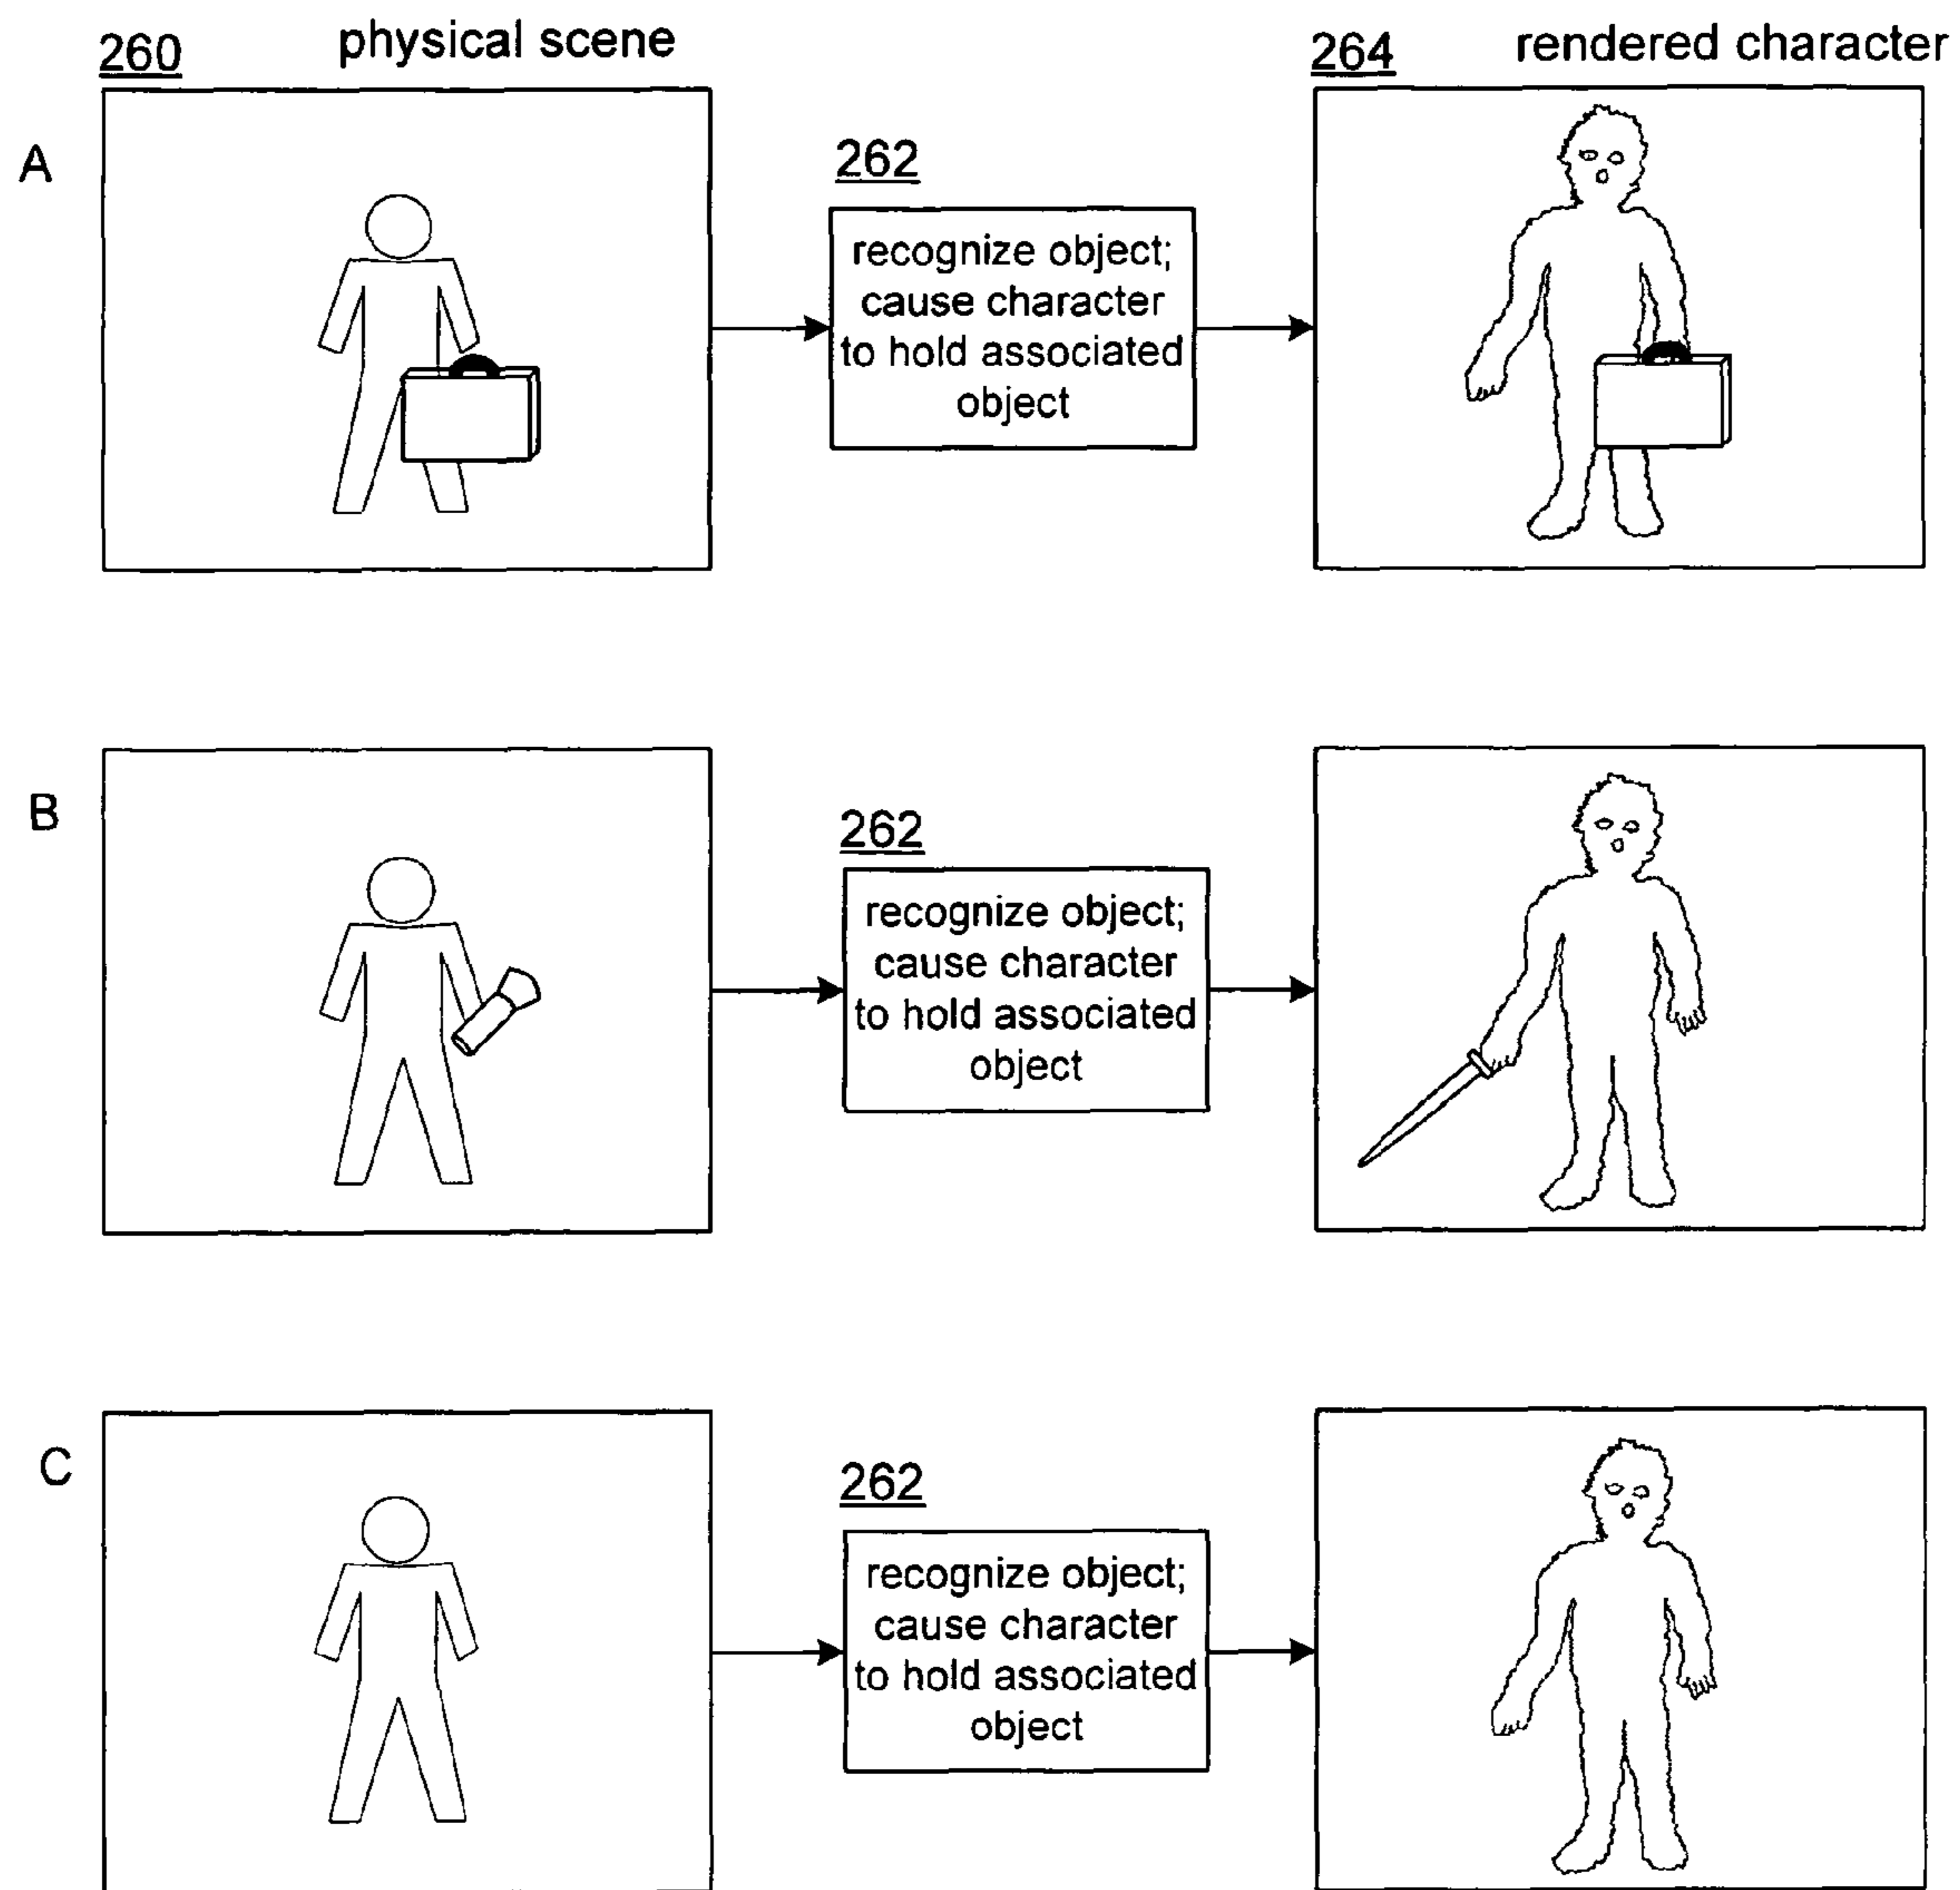 260
physical scene
264
rendered character
A
262
recognize object;
cause character
to hold associated
object
B
262
recognize object;
cause character
to hold associated
object
C
262
recognize object;
cause character
to hold associated
object